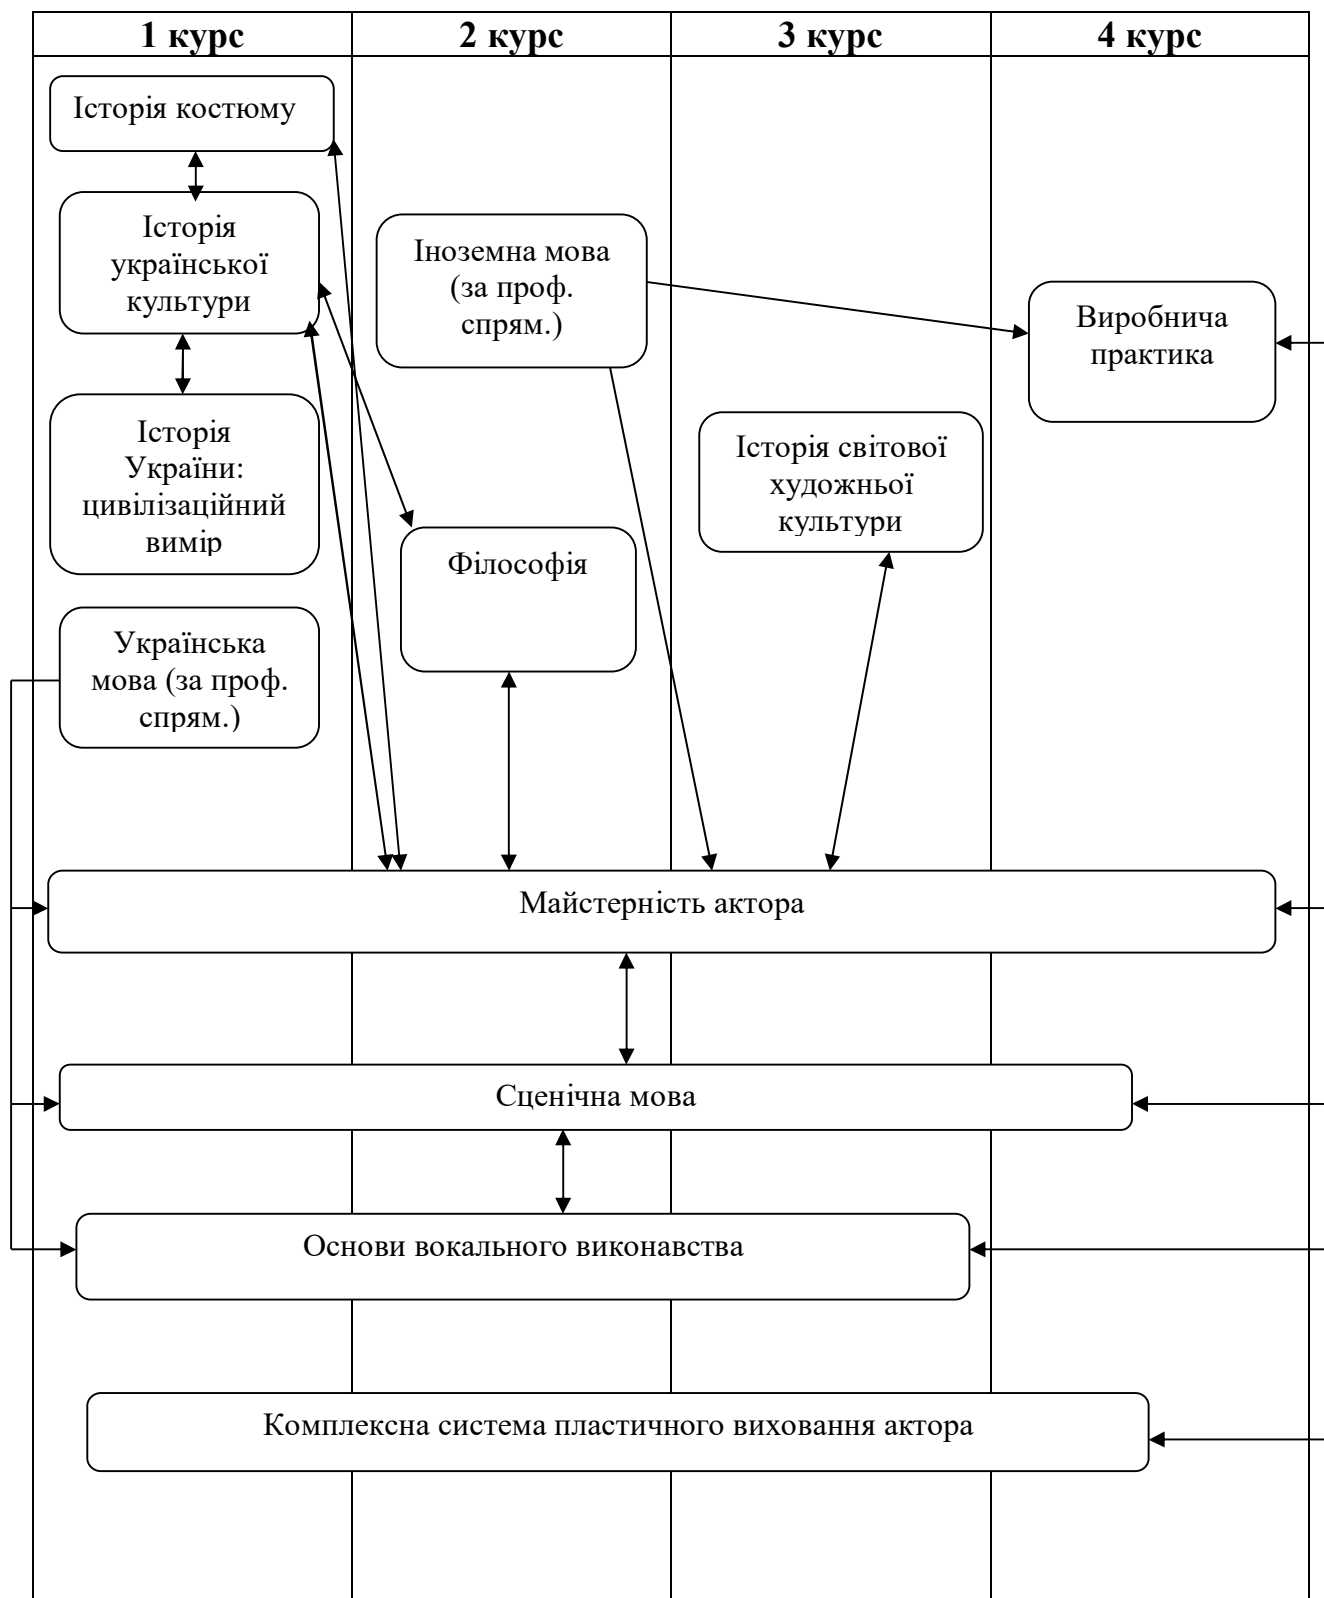 1 курс 2 курс 3 курс 4 курс
Історія костюму
Історія
української
культури
Іноземна мова
(за проф.
спрям.)
Виробнича
практика
Історія
України:
цивілізаційний
вимір
Історія світової
художньої
культури
Філософія
Українська
мова (за проф.
спрям.)
Майстерність актора
Сценічна мова
Основи вокального виконавства
Комплексна система пластичного виховання актора